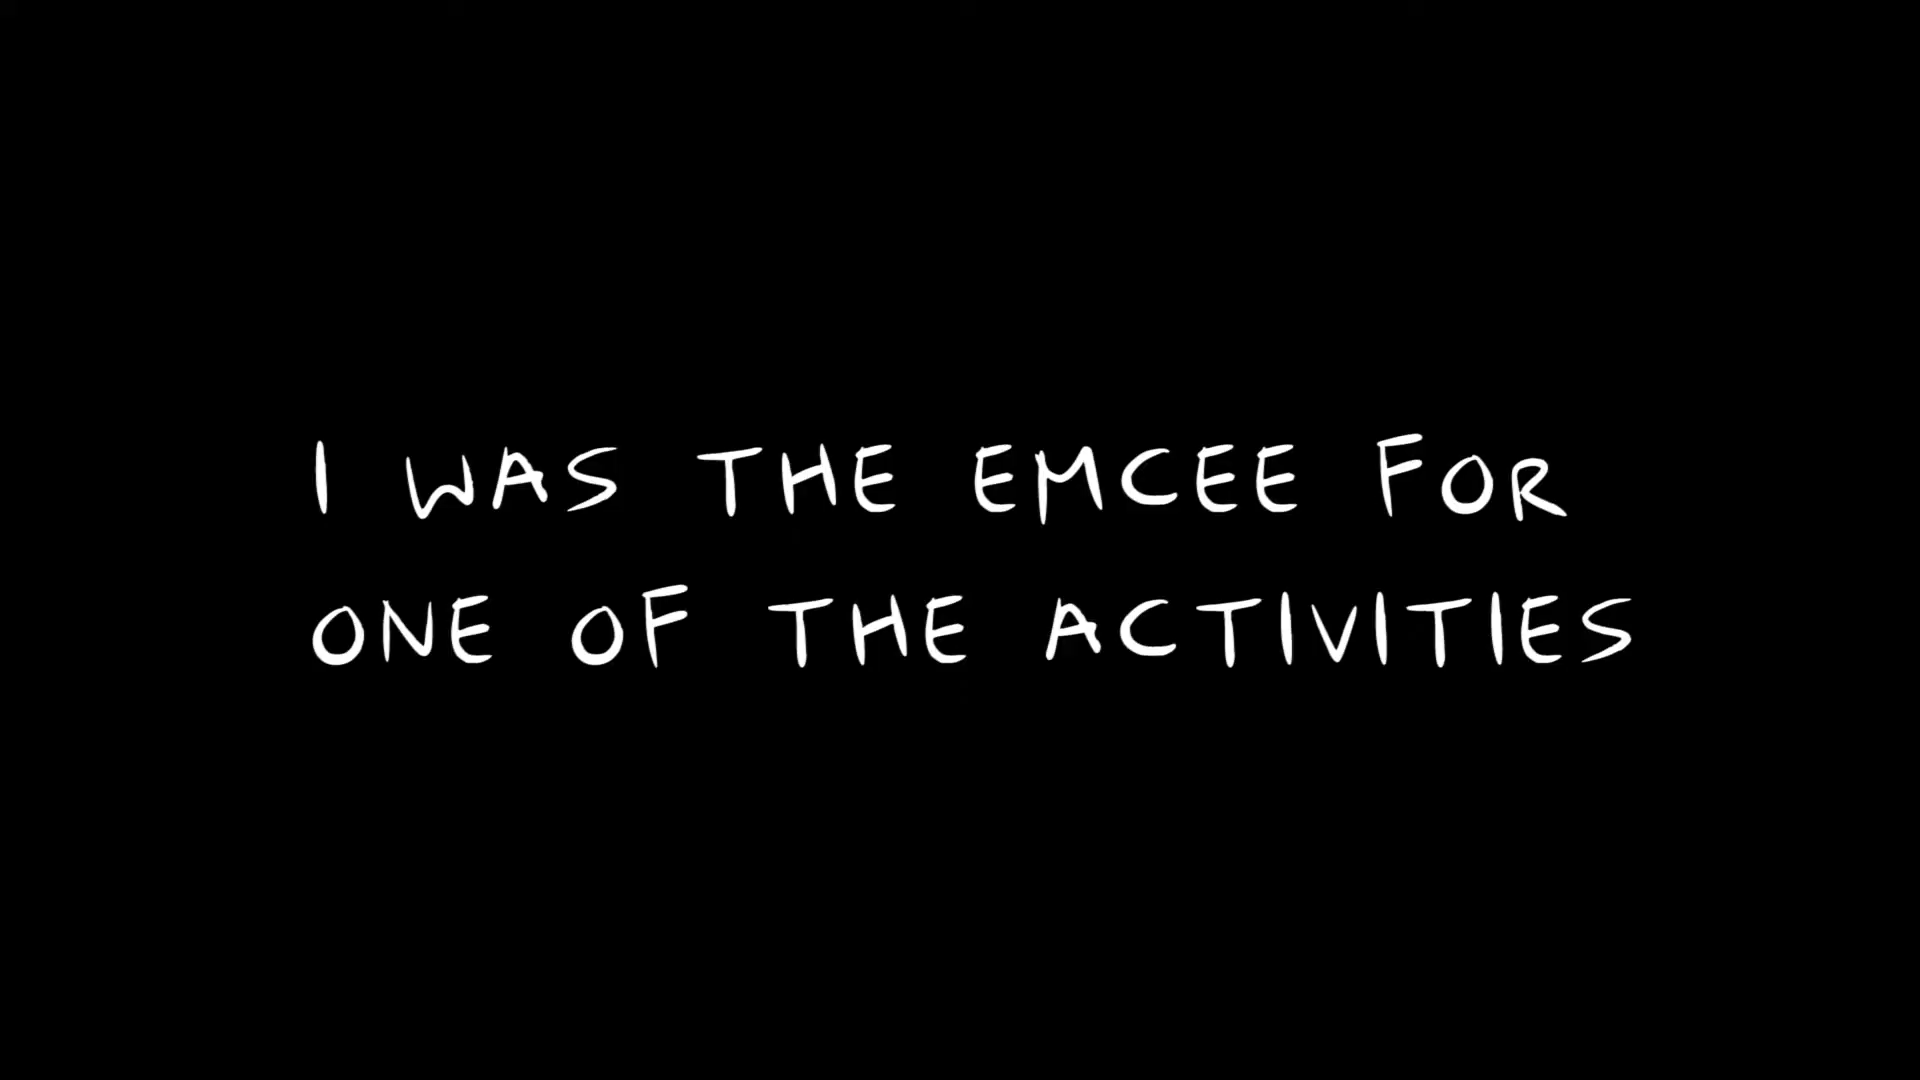 I WAS THE EMCEE FOR
ONE OF THE ACTIVITIES